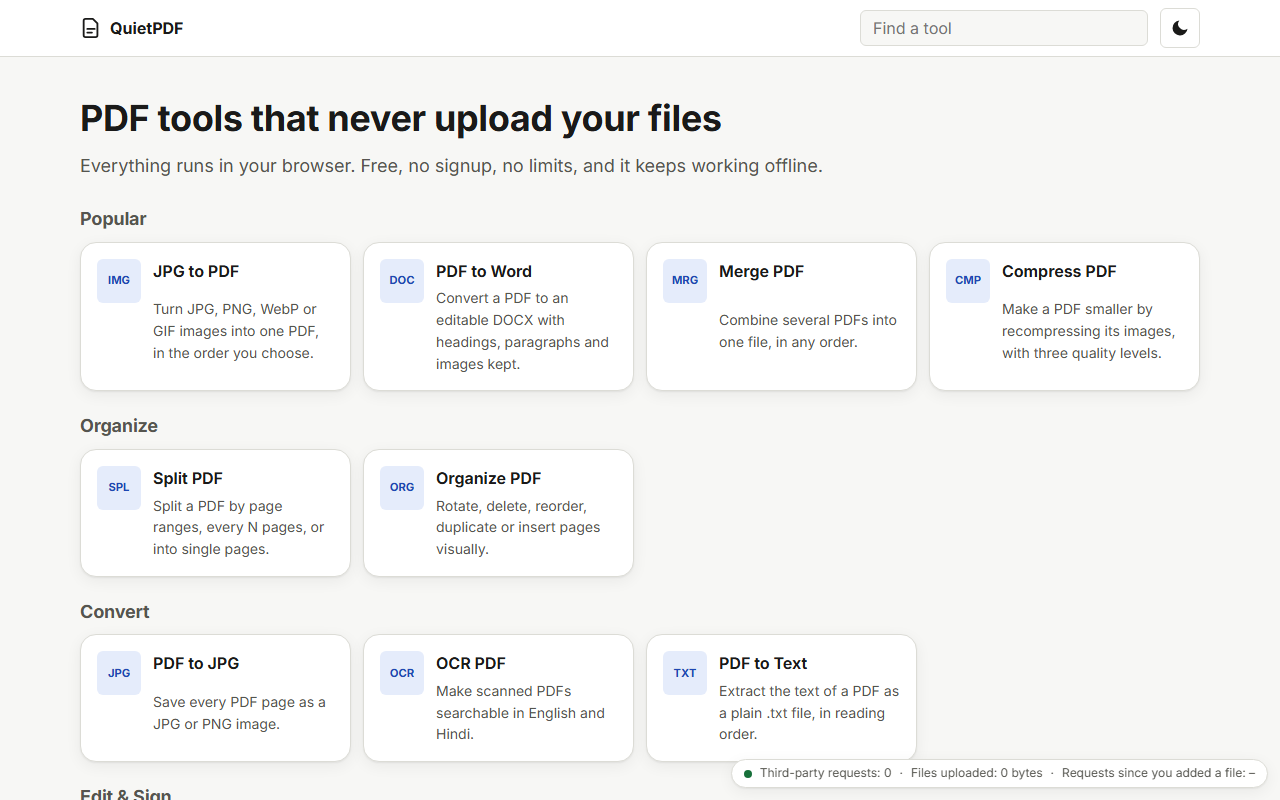 QuietPDF
Find a tool
PDF tools that never upload your files
Everything runs in your browser. Free, no signup, no limits, and it keeps working offline.
Popular
IMG
JPG to PDF
Turn JPG, PNG, WebP or
GIF images into one PDF,
in the order you choose.
DOC
PDF to Word
Convert a PDF to an
editable DOCX with
headings, paragraphs and
images kept.
MRG
Merge PDF
Combine several PDFs into
one file, in any order.
CMP
Compress PDF
Make a PDF smaller by
recompressing its images,
with three quality levels.
Organize
SPL
Split PDF
Split a PDF by page
ranges, every N pages, or
into single pages.
ORG
Organize PDF
Rotate, delete, reorder,
duplicate or insert pages
visually.
Convert
JPG
PDF to JPG
Save every PDF page as a
JPG or PNG image.
OCR
OCR PDF
Make scanned PDFs
searchable in English and
Hindi.
TXT
PDF to Text
Extract the text of a PDF as
a plain .txt file, in reading
order.
Third-party requests: 0 · Files uploaded: 0 bytes · Requests since you added a file: –
Edit & Sign